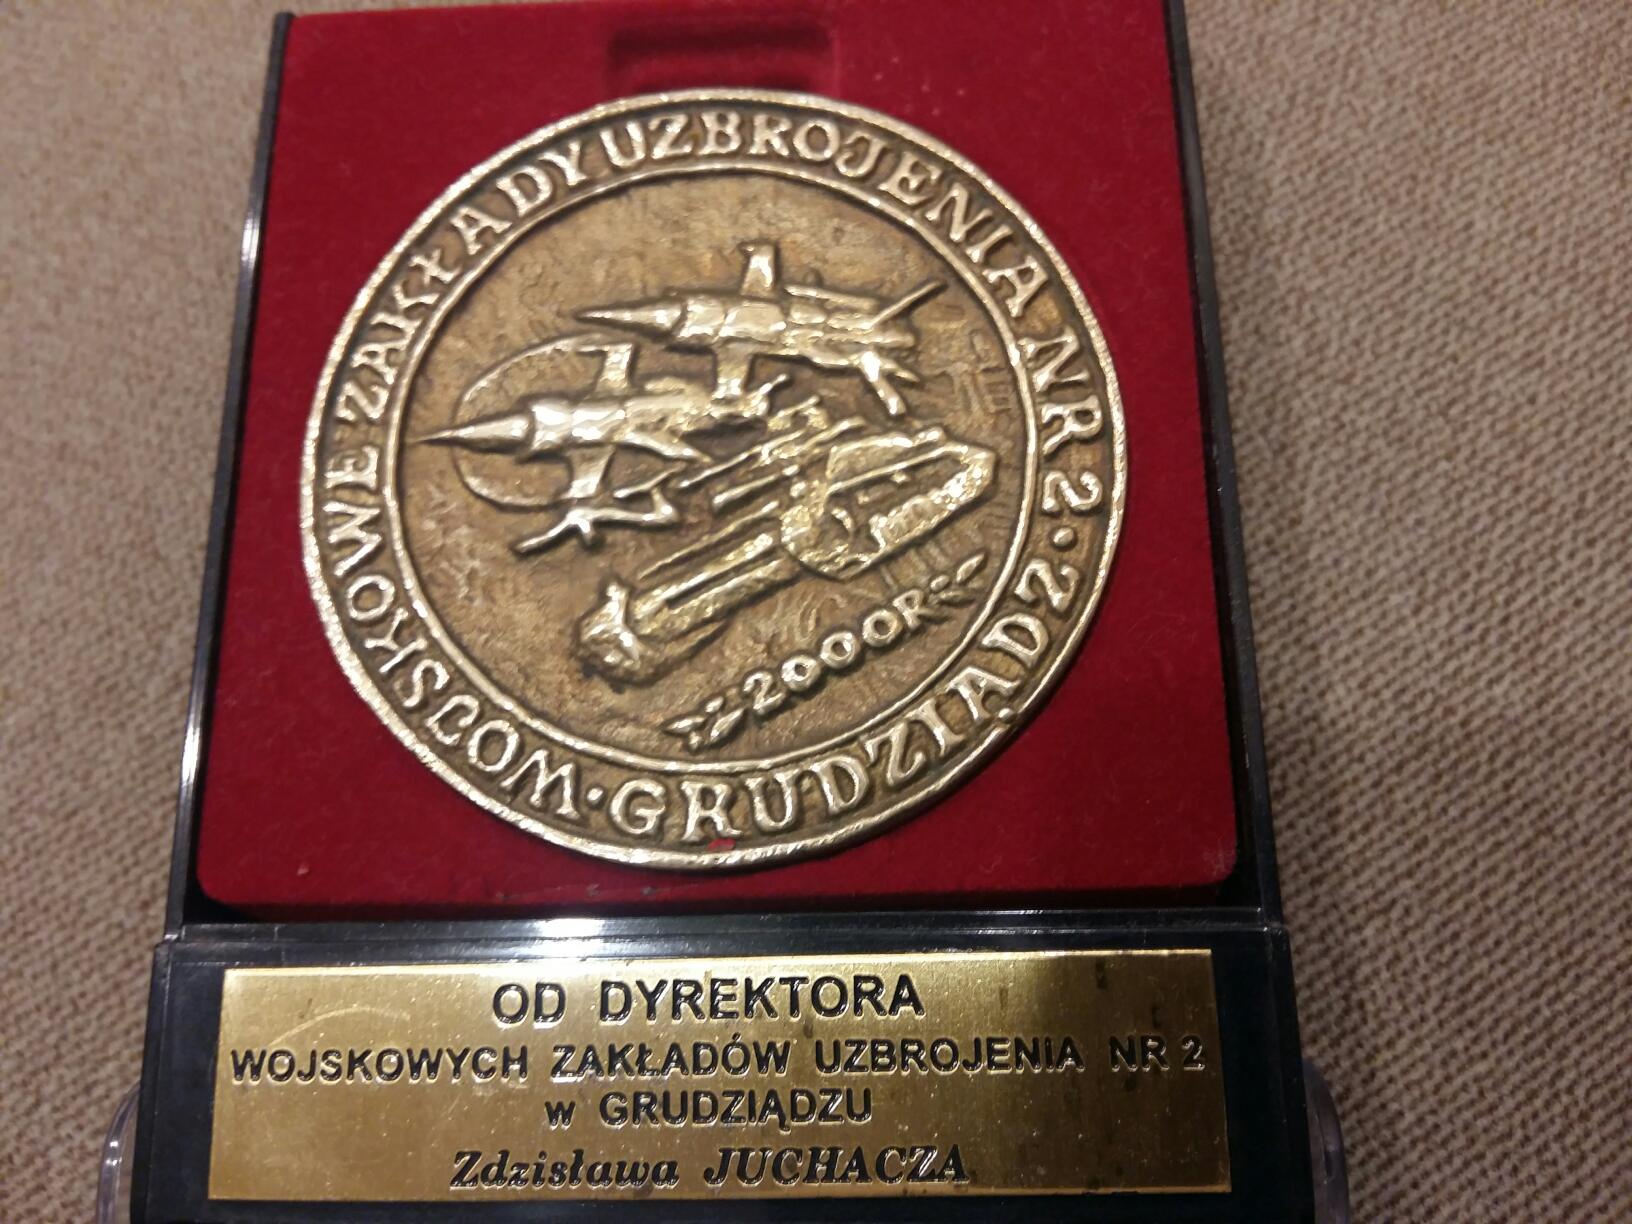 WOJSKOWE ZAKŁADY UZBROJENIA NR 2 · GRUDZIĄDZ ·
2000R
OD DYREKTORA
WOJSKOWYCH ZAKŁADÓW UZBROJENIA NR 2
w GRUDZIĄDZU
Zdzisława JUCHACZA